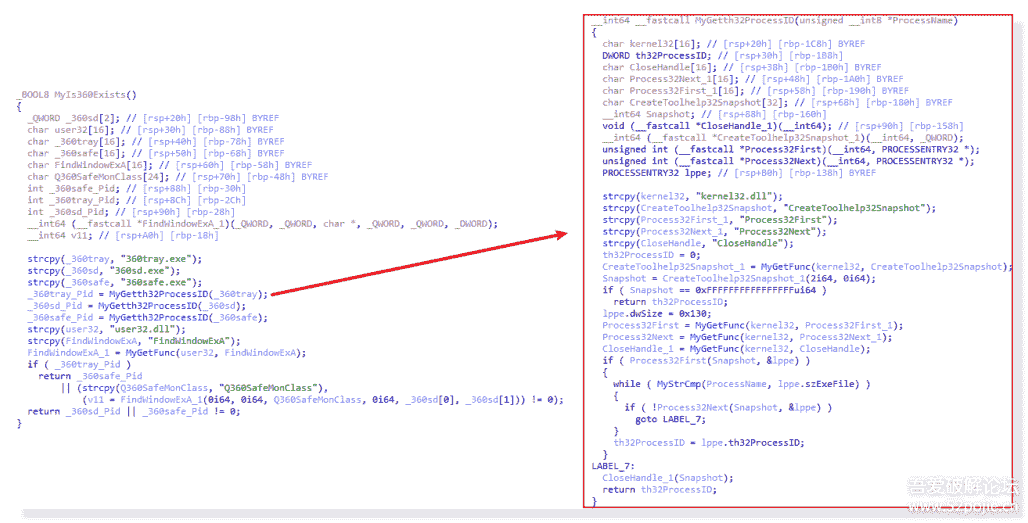 _BOOL8 MyIs360Exists()
{
_QWORD _360sd[2]; // [rsp+20h] [rbp-98h] BYREF
char user32[16]; // [rsp+30h] [rbp-88h] BYREF
char _360tray[16]; // [rsp+40h] [rbp-78h] BYREF
char _360safe[16]; // [rsp+50h] [rbp-68h] BYREF
char FindWindowExA[16]; // [rsp+60h] [rbp-58h] BYREF
char Q360SafeMonClass[24]; // [rsp+70h] [rbp-48h] BYREF
int _360safe_Pid; // [rsp+88h] [rbp-30h]
int _360tray_Pid; // [rsp+8Ch] [rbp-2Ch]
int _360sd_Pid; // [rsp+90h] [rbp-28h]
__int64 (__fastcall *FindWindowExA_1)(_QWORD, _QWORD, char *, _QWORD, _QWORD, _DWORD);
__int64 v11; // [rsp+A0h] [rbp-18h]
strcpy(_360tray, "360tray.exe");
strcpy(_360sd, "360sd.exe");
strcpy(_360safe, "360safe.exe");
_360tray_Pid = MyGetth32ProcessID(_360tray);
_360sd_Pid = MyGetth32ProcessID(_360sd);
_360safe_Pid = MyGetth32ProcessID(_360safe);
strcpy(user32, "user32.dll");
strcpy(FindWindowExA, "FindWindowExA");
FindWindowExA_1 = MyGetFunc(user32, FindWindowExA);
if ( _360tray_Pid )
return _360safe_Pid
|| (strcpy(Q360SafeMonClass, "Q360SafeMonClass"),
(v11 = FindWindowExA_1(0i64, 0i64, Q360SafeMonClass, 0i64, _360sd[0], _360sd[1])) != 0);
return _360sd_Pid || _360safe_Pid != 0;
}
__int64 __fastcall MyGetth32ProcessID(unsigned __int8 *ProcessName)
{
char kernel32[16]; // [rsp+20h] [rbp-1C8h] BYREF
DWORD th32ProcessID; // [rsp+30h] [rbp-1B8h]
char CloseHandle[16]; // [rsp+38h] [rbp-1B0h] BYREF
char Process32Next_1[16]; // [rsp+48h] [rbp-1A0h] BYREF
char Process32First_1[16]; // [rsp+58h] [rbp-190h] BYREF
char CreateToolhelp32Snapshot[32]; // [rsp+68h] [rbp-180h] BYREF
__int64 Snapshot; // [rsp+88h] [rbp-160h]
void (__fastcall *CloseHandle_1)(__int64); // [rsp+90h] [rbp-158h]
__int64 (__fastcall *CreateToolhelp32Snapshot_1)(__int64, _QWORD);
unsigned int (__fastcall *Process32First)(__int64, PROCESSENTRY32 *);
unsigned int (__fastcall *Process32Next)(__int64, PROCESSENTRY32 *);
PROCESSENTRY32 lppe; // [rsp+B0h] [rbp-138h] BYREF
strcpy(kernel32, "kernel32.dll");
strcpy(CreateToolhelp32Snapshot, "CreateToolhelp32Snapshot");
strcpy(Process32First_1, "Process32First");
strcpy(Process32Next_1, "Process32Next");
strcpy(CloseHandle, "CloseHandle");
th32ProcessID = 0;
CreateToolhelp32Snapshot_1 = MyGetFunc(kernel32, CreateToolhelp32Snapshot);
Snapshot = CreateToolhelp32Snapshot_1(2i64, 0i64);
if ( Snapshot == 0xFFFFFFFFFFFFFFFFui64 )
return th32ProcessID;
lppe.dwSize = 0x130;
Process32First = MyGetFunc(kernel32, Process32First_1);
Process32Next = MyGetFunc(kernel32, Process32Next_1);
CloseHandle_1 = MyGetFunc(kernel32, CloseHandle);
if ( Process32First(Snapshot, &lppe) )
{
while ( MyStrCmp(ProcessName, lppe.szExeFile) )
{
if ( !Process32Next(Snapshot, &lppe) )
goto LABEL_7;
}
th32ProcessID = lppe.th32ProcessID;
}
LABEL_7:
CloseHandle_1(Snapshot);
return th32ProcessID;
}
吾爱破解论坛
www.52pojie.cn